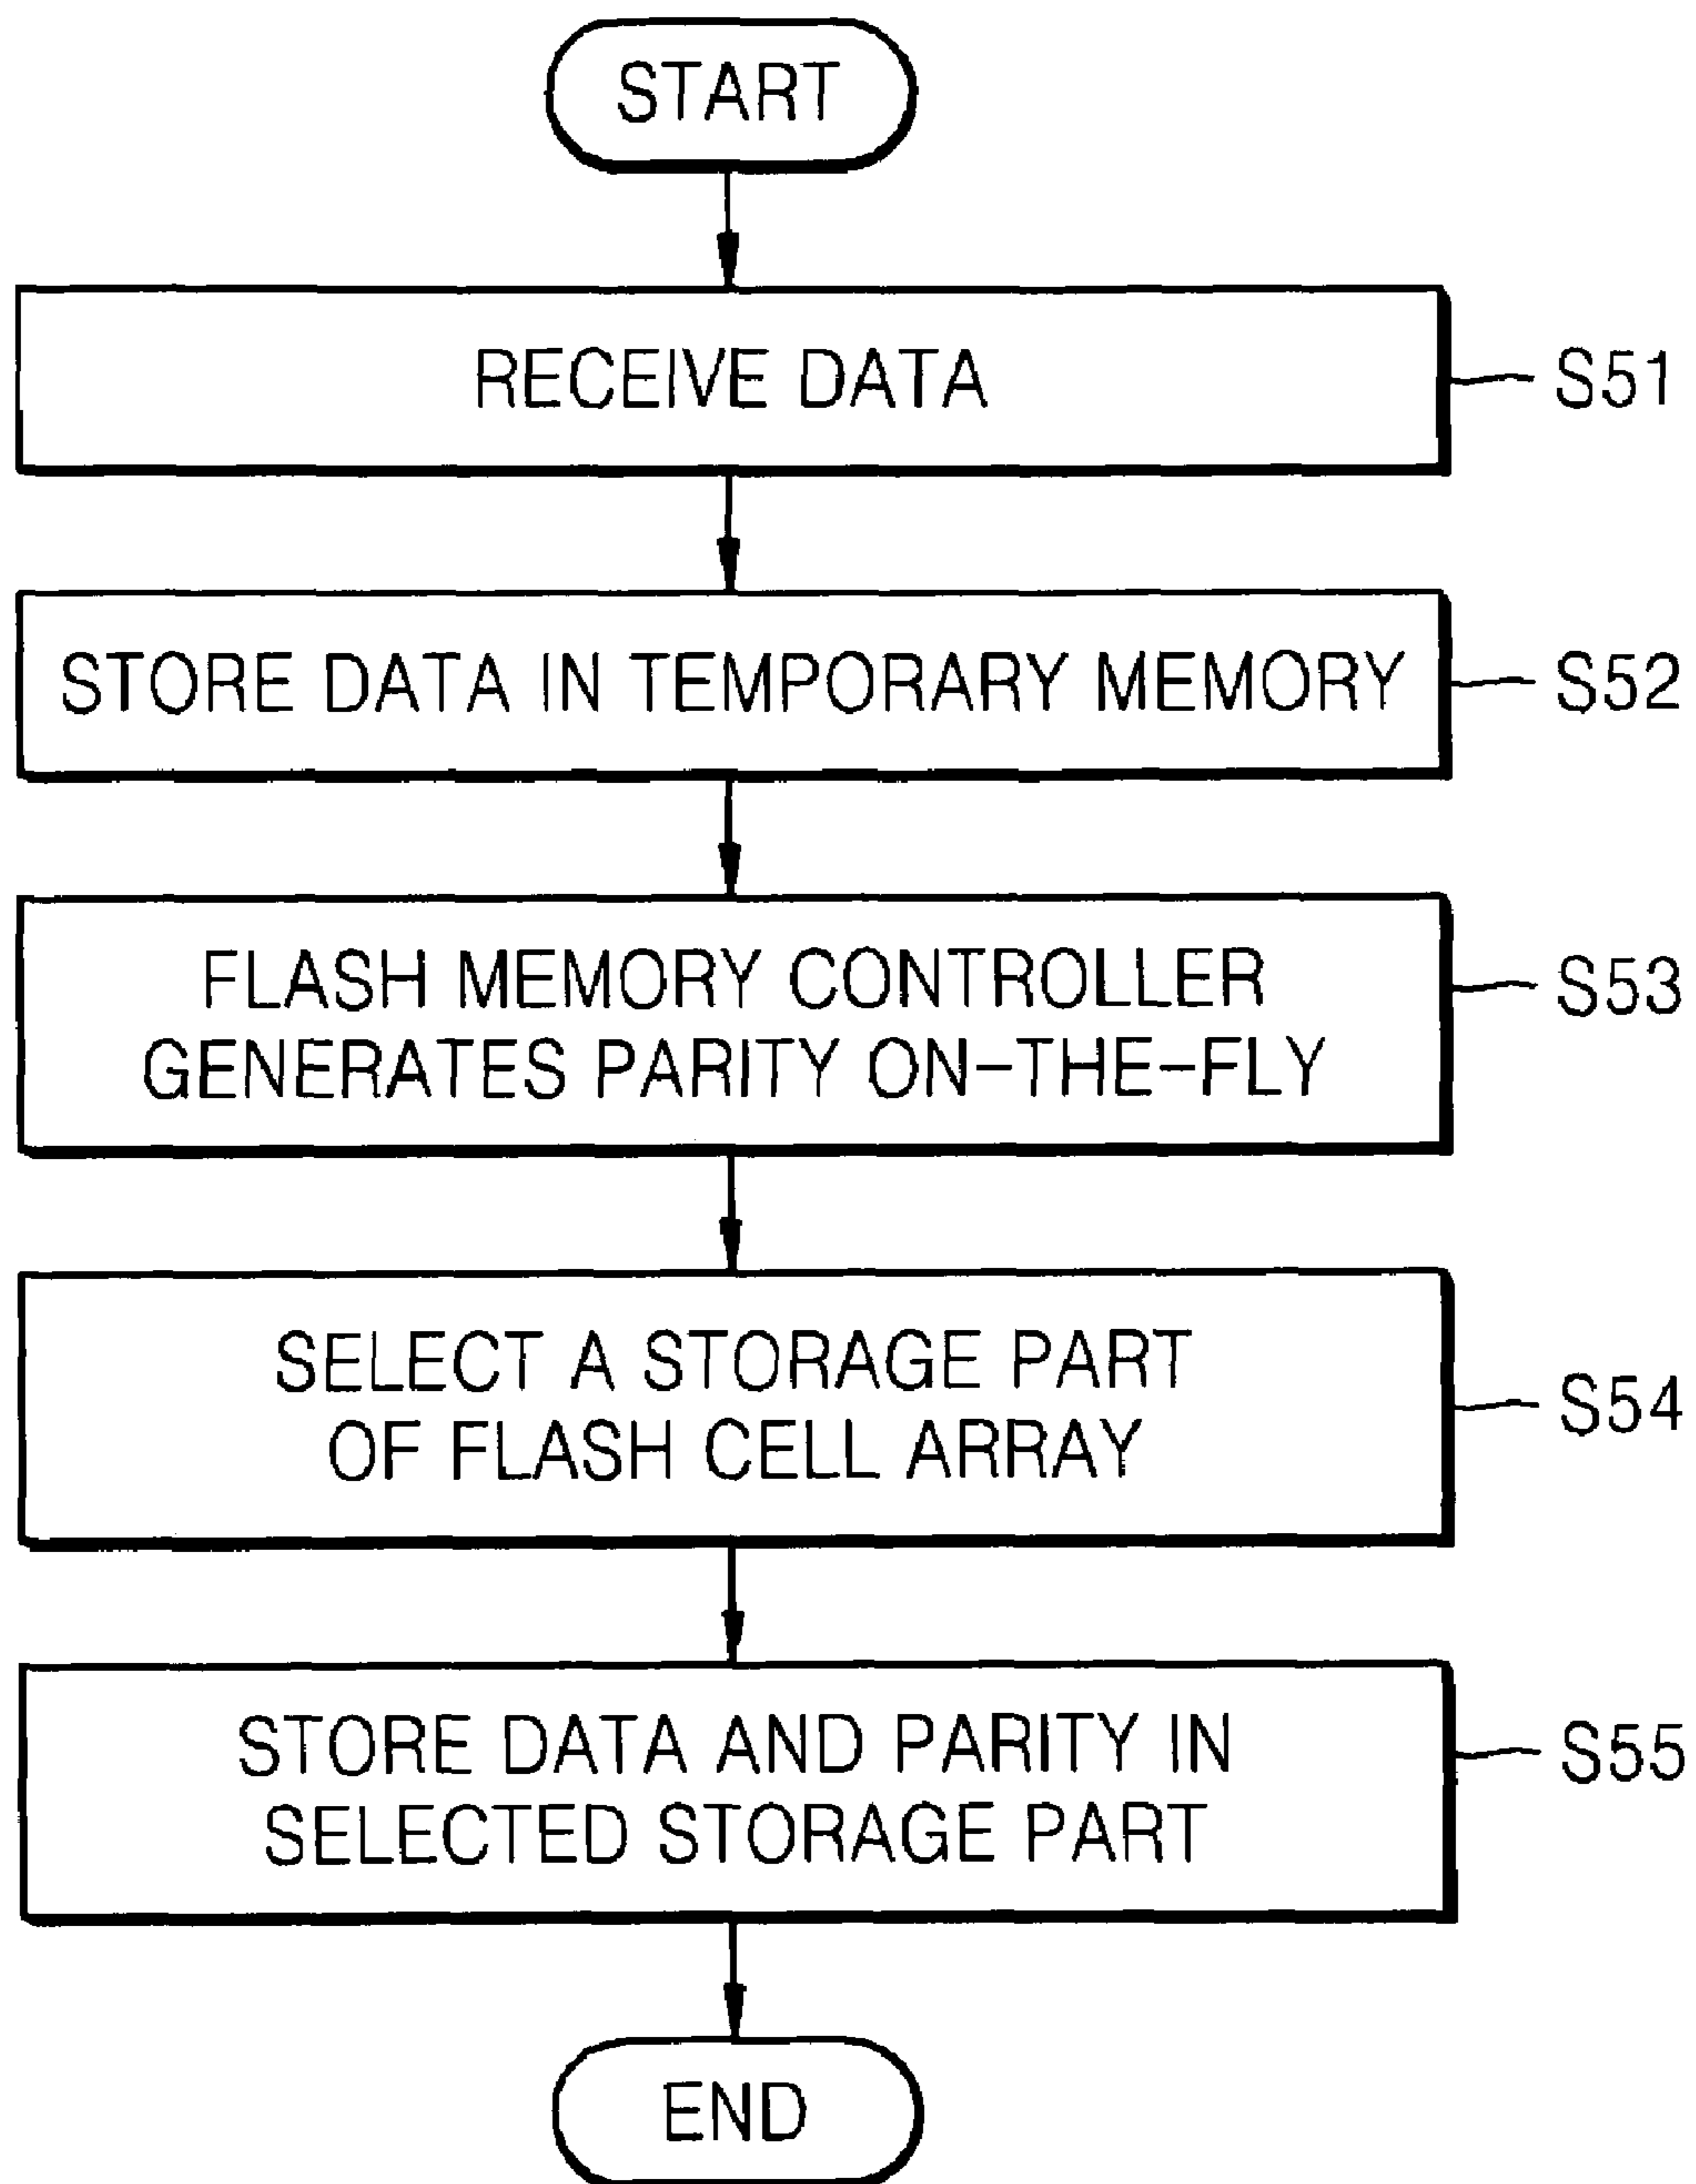 START
RECEIVE DATA
S51
STORE DATA IN TEMPORARY MEMORY
S52
FLASH MEMORY CONTROLLER
GENERATES PARITY ON-THE-FLY
S53
SELECT A STORAGE PART
OF FLASH CELL ARRAY
S54
STORE DATA AND PARITY IN
SELECTED STORAGE PART
S55
END